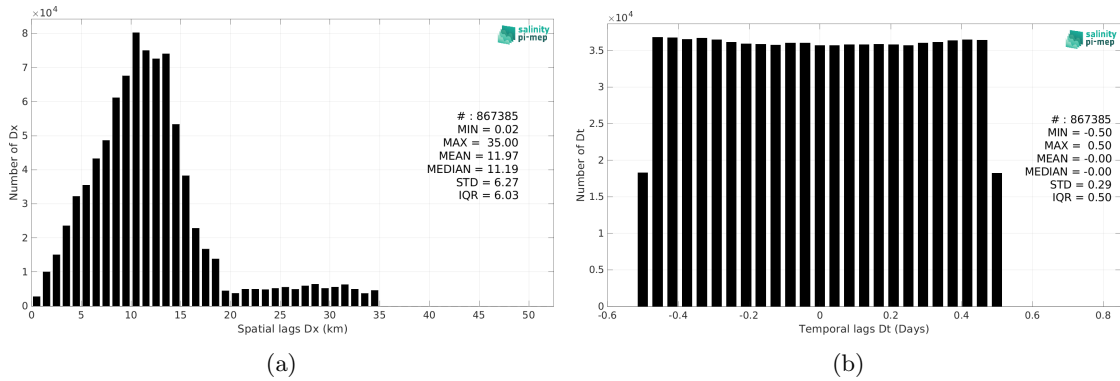 ×10⁴
8
7
6
5
4
3
2
1
0
Number of Dx
0 5 10 15 20 25 30 35 40 45 50
Spatial lags Dx (km)
salinity
pi-mep
# : 867385
MIN = 0.02
MAX = 35.00
MEAN = 11.97
MEDIAN = 11.19
STD = 6.27
IQR = 6.03
(a)
×10⁴
3.5
3
2.5
2
1.5
1
0.5
0
Number of Dt
-0.6 -0.4 -0.2 0 0.2 0.4 0.6 0.8
Temporal lags Dt (Days)
salinity
pi-mep
# : 867385
MIN = -0.50
MAX = 0.50
MEAN = -0.00
MEDIAN = -0.00
STD = 0.29
IQR = 0.50
(b)